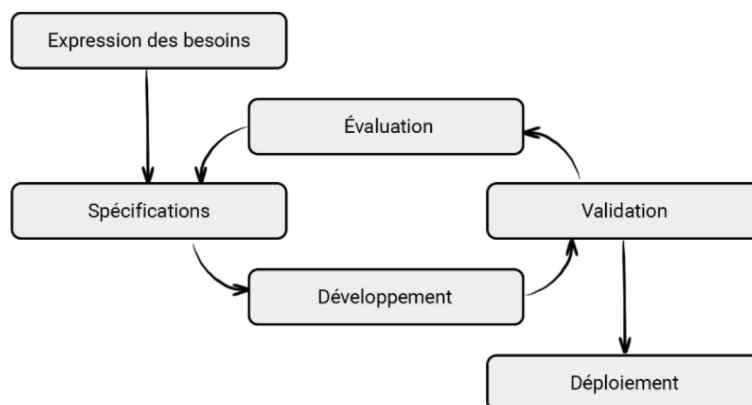 Expression des besoins
Évaluation
Spécifications
Validation
Développement
Déploiement